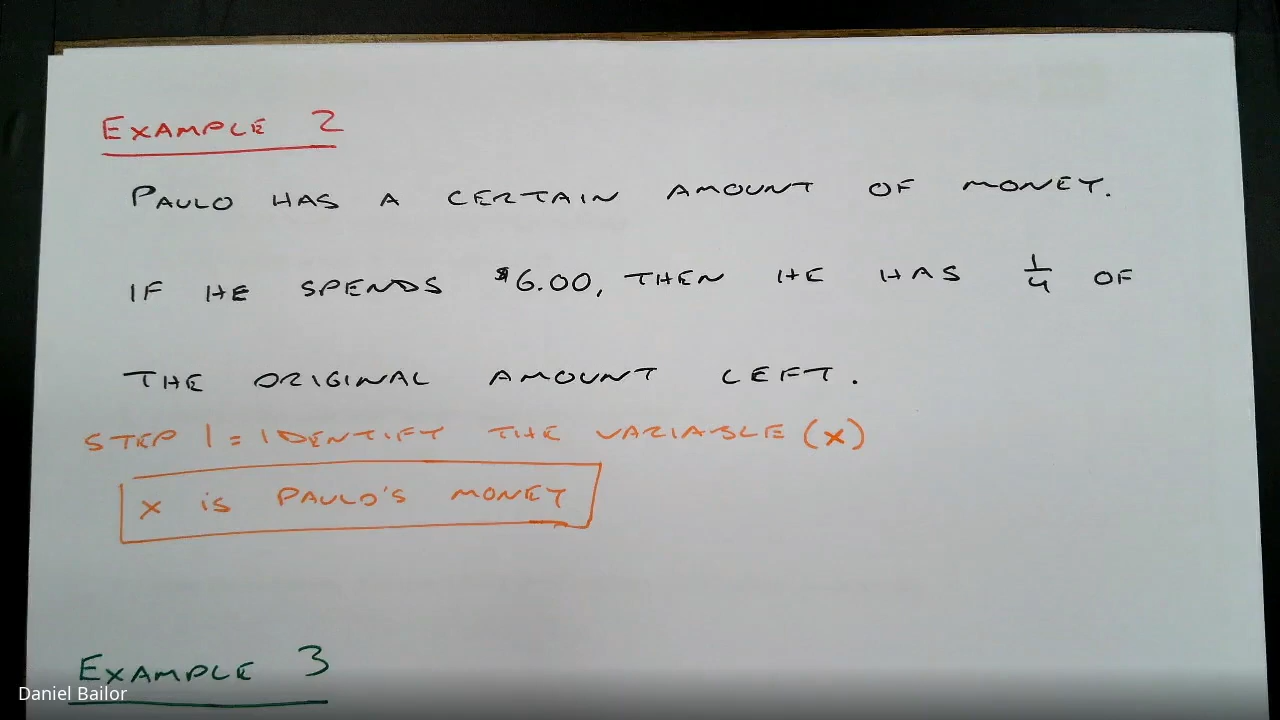 EXAMPLE 2
PAULO HAS A CERTAIN AMOUNT OF MONEY.
IF HE SPENDS $6.00, THEN HE HAS 1/4 OF
THE ORIGINAL AMOUNT LEFT.
STEP 1 = IDENTIFY THE VARIABLE (X)
X is PAULO'S MONEY
EXAMPLE 3
Daniel Bailor